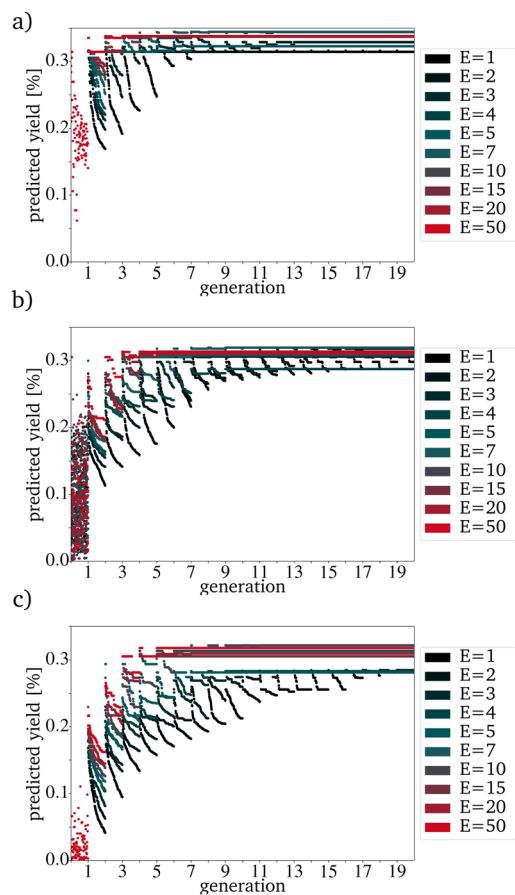 a)
predicted yield [%]
0.3
0.2
0.1
0.0
1 3 5 7 9 11 13 15 17 19
generation
E=1
E=2
E=3
E=4
E=5
E=7
E=10
E=15
E=20
E=50
b)
predicted yield [%]
0.3
0.2
0.1
0.0
1 3 5 7 9 11 13 15 17 19
generation
E=1
E=2
E=3
E=4
E=5
E=7
E=10
E=15
E=20
E=50
c)
predicted yield [%]
0.3
0.2
0.1
0.0
1 3 5 7 9 11 13 15 17 19
generation
E=1
E=2
E=3
E=4
E=5
E=7
E=10
E=15
E=20
E=50